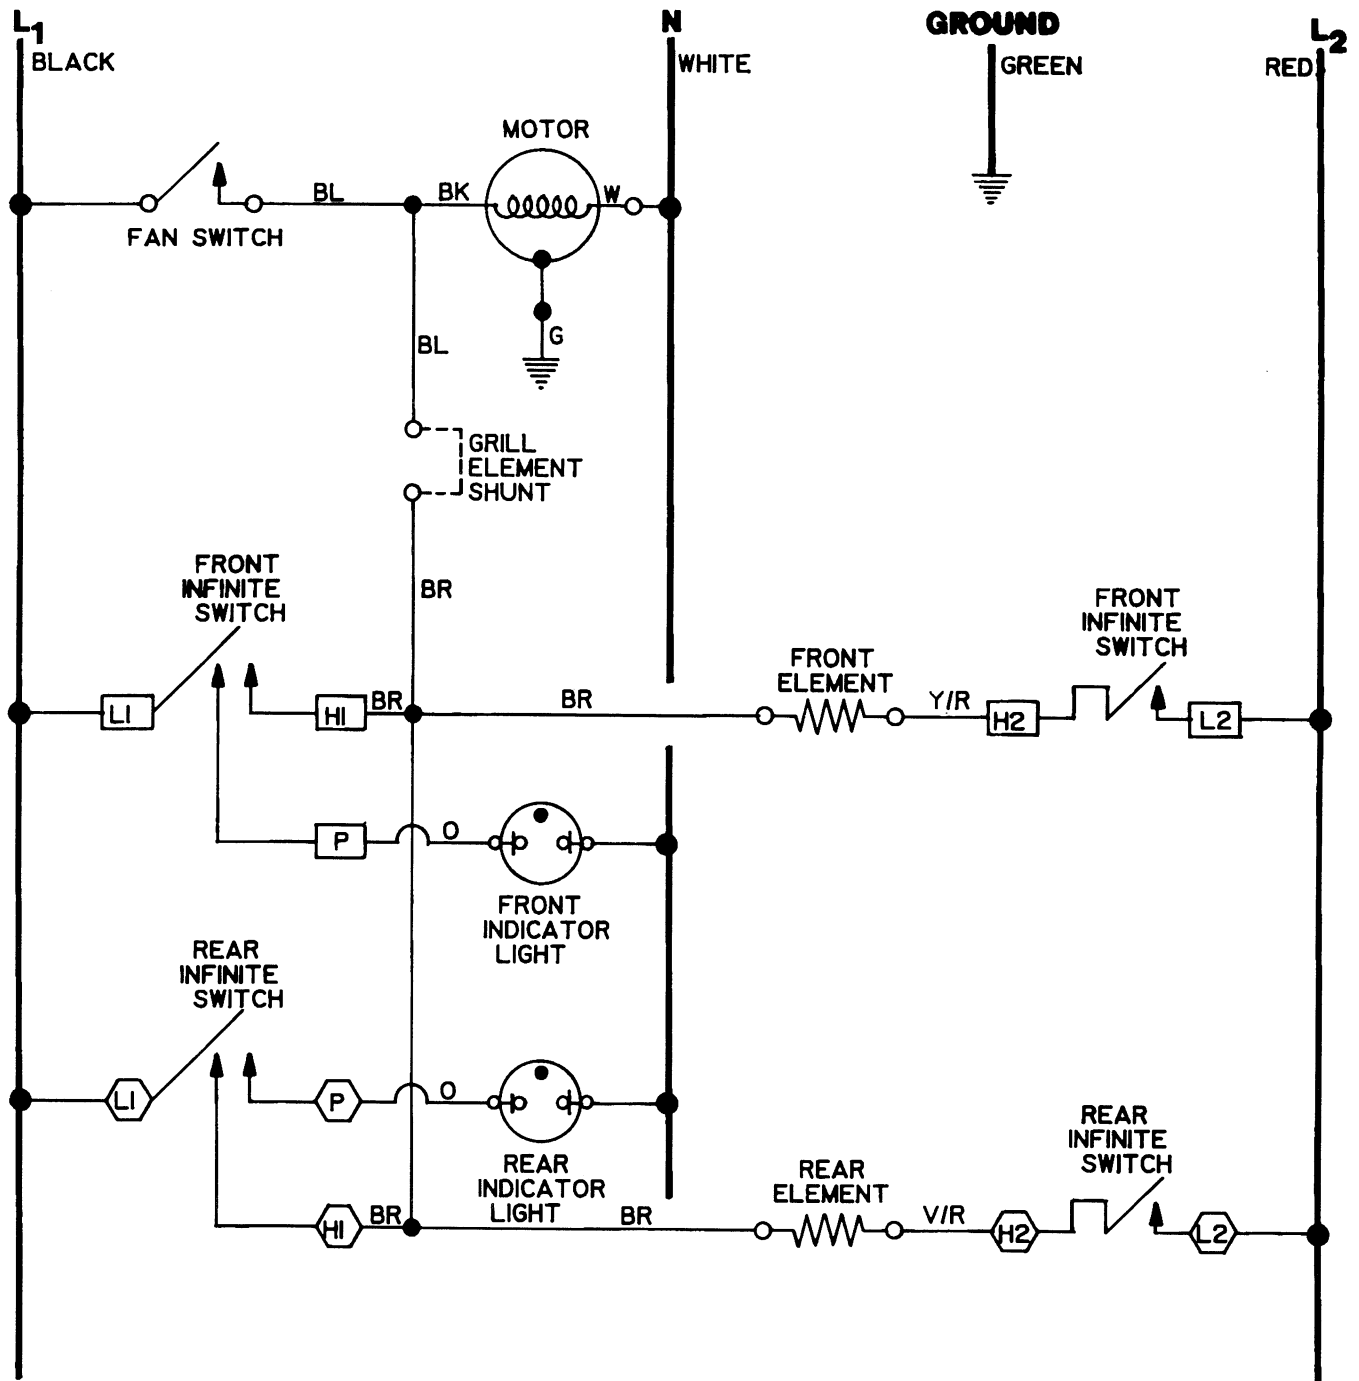 L1
N
GROUND
L2
BLACK
WHITE
GREEN
RED
MOTOR
BL
BK
W
FAN SWITCH
G
BL
GRILL
ELEMENT
SHUNT
FRONT
INFINITE
SWITCH
BR
FRONT
INFINITE
SWITCH
FRONT
ELEMENT
L1
H1
BR
BR
Y/R
H2
L2
P
O
FRONT
INDICATOR
LIGHT
REAR
INFINITE
SWITCH
L1
P
O
REAR
INDICATOR
LIGHT
REAR
INFINITE
SWITCH
REAR
ELEMENT
H1
BR
BR
V/R
H2
L2